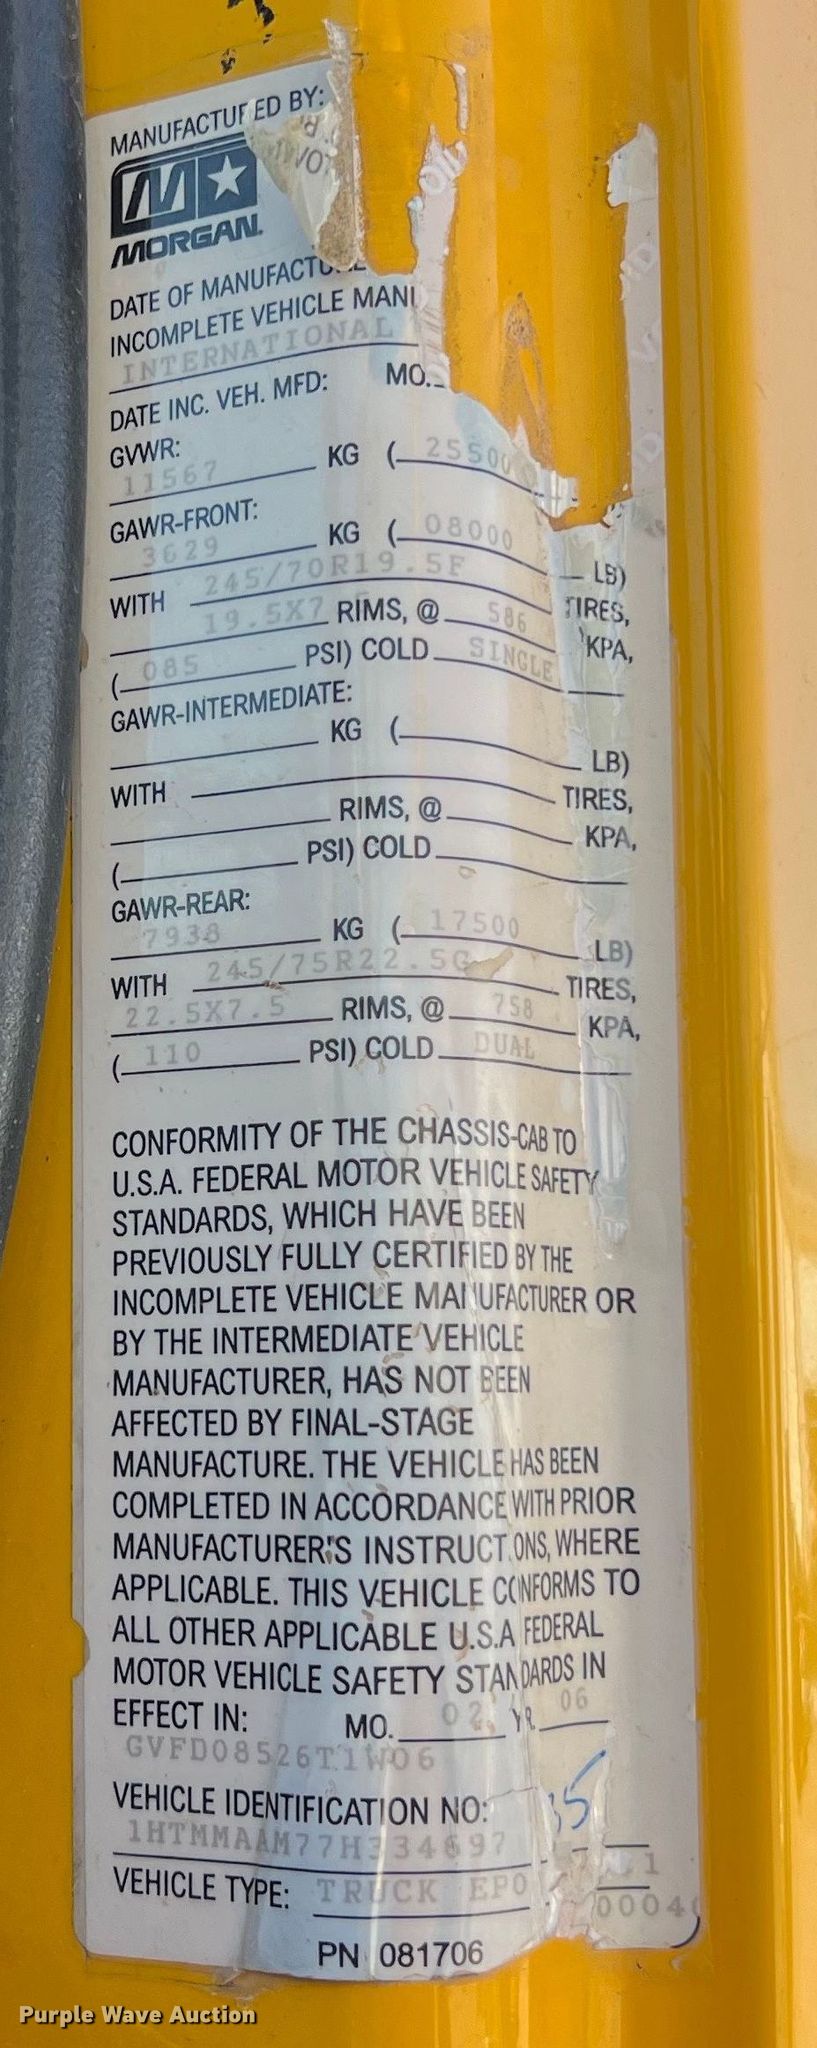 MANUFACTURED BY:
MORGAN
DATE OF MANUFACTURE
INCOMPLETE VEHICLE MANU
INTERNATIONAL
DATE INC. VEH. MFD: MO.
GVWR:
11567 KG ( 25500
GAWR-FRONT:
3629 KG ( 08000 LB)
WITH 245/70R19.5F TIRES,
19.5X7 RIMS, @ 586 KPA,
( 085 PSI) COLD SINGLE
GAWR-INTERMEDIATE:
KG ( LB)
WITH TIRES,
RIMS, @ KPA,
( PSI) COLD
GAWR-REAR:
7938 KG ( 17500 LB)
WITH 245/75R22.5G TIRES,
22.5X7.5 RIMS, @ 758 KPA,
( 110 PSI) COLD DUAL
CONFORMITY OF THE CHASSIS-CAB TO
U.S.A. FEDERAL MOTOR VEHICLE SAFETY
STANDARDS, WHICH HAVE BEEN
PREVIOUSLY FULLY CERTIFIED BY THE
INCOMPLETE VEHICLE MANUFACTURER OR
BY THE INTERMEDIATE VEHICLE
MANUFACTURER, HAS NOT BEEN
AFFECTED BY FINAL-STAGE
MANUFACTURE. THE VEHICLE HAS BEEN
COMPLETED IN ACCORDANCE WITH PRIOR
MANUFACTURER'S INSTRUCTIONS, WHERE
APPLICABLE. THIS VEHICLE CONFORMS TO
ALL OTHER APPLICABLE U.S.A FEDERAL
MOTOR VEHICLE SAFETY STANDARDS IN
EFFECT IN: MO. 02 YR 06
GVFD08526T1W06
VEHICLE IDENTIFICATION NO:
1HTMMAAM77H334697
VEHICLE TYPE: TRUCK EPO
PN 081706
Purple Wave Auction